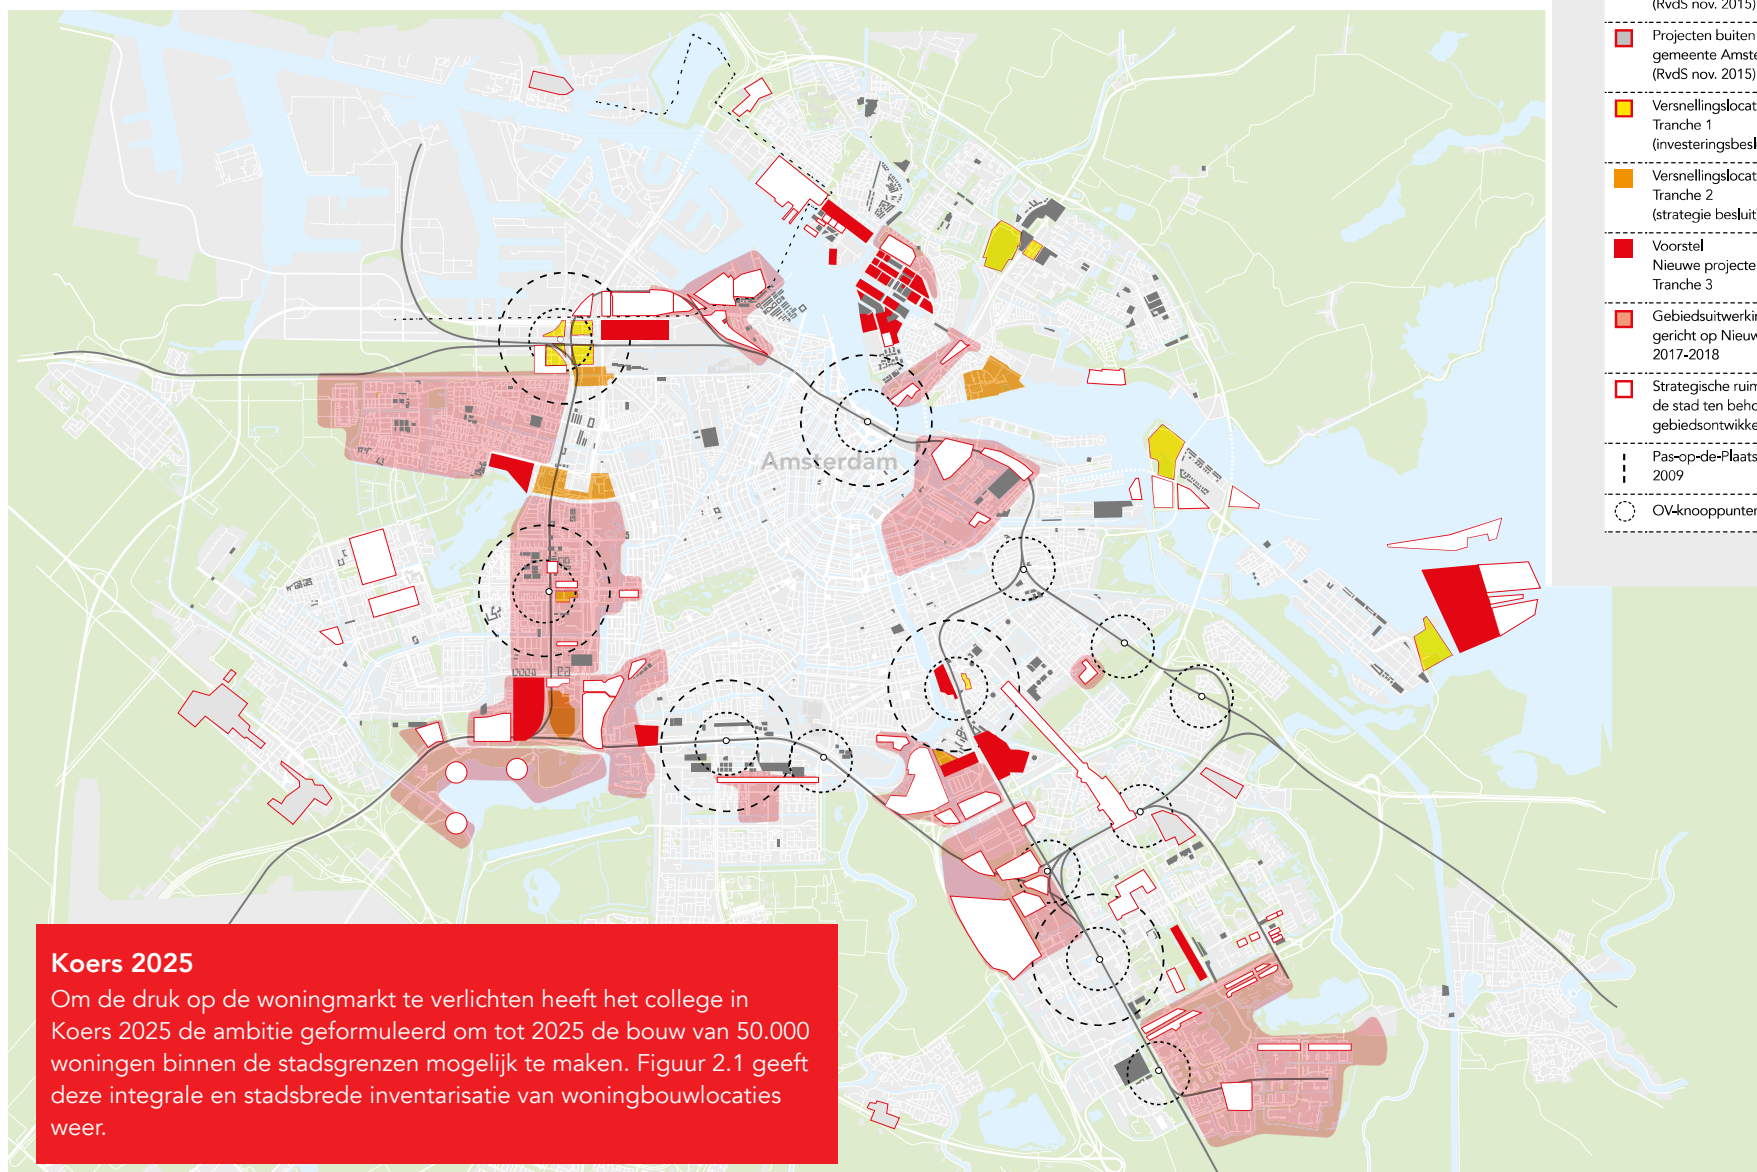 (RvdS nov. 2015)
Projecten buiten
gemeente Amste
(RvdS nov. 2015)
Versnellingslocat
Tranche 1
(investeringsbesl
Versnellingslocat
Tranche 2
(strategie besluit
Voorstel
Nieuwe projecte
Tranche 3
Gebiedsuitwerkin
gericht op Nieuw
2017-2018
Strategische ruim
de stad ten beho
gebiedsontwikke
Pas-op-de-Plaats
2009
OV-knooppunten
Amsterdam
Koers 2025
Om de druk op de woningmarkt te verlichten heeft het college in
Koers 2025 de ambitie geformuleerd om tot 2025 de bouw van 50.000
woningen binnen de stadsgrenzen mogelijk te maken. Figuur 2.1 geeft
deze integrale en stadsbrede inventarisatie van woningbouwlocaties
weer.